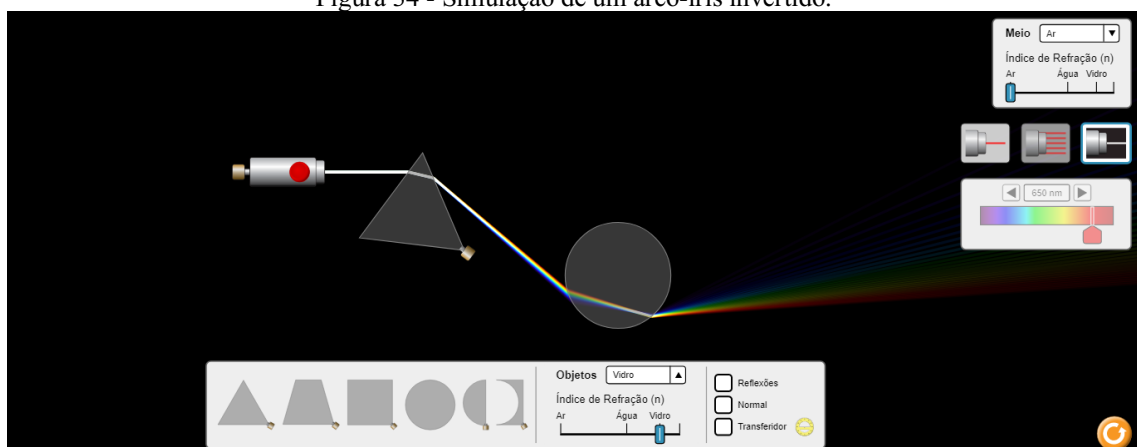 Figura 34 - Simulação de um arco-íris invertido.
Meio Ar
Índice de Refração (n)
Ar Água Vidro
650 nm
Objetos Vidro
Índice de Refração (n)
Ar Água Vidro
Reflexões
Normal
Transferidor